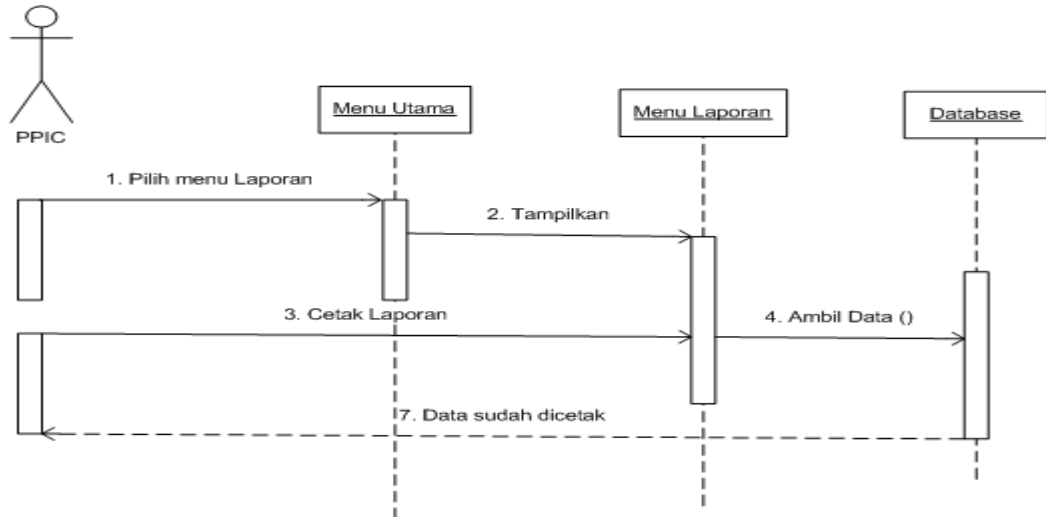 PPIC
Menu Utama
Menu Laporan
Database
1. Pilih menu Laporan
2. Tampilkan
3. Cetak Laporan
4. Ambil Data ()
7. Data sudah dicetak